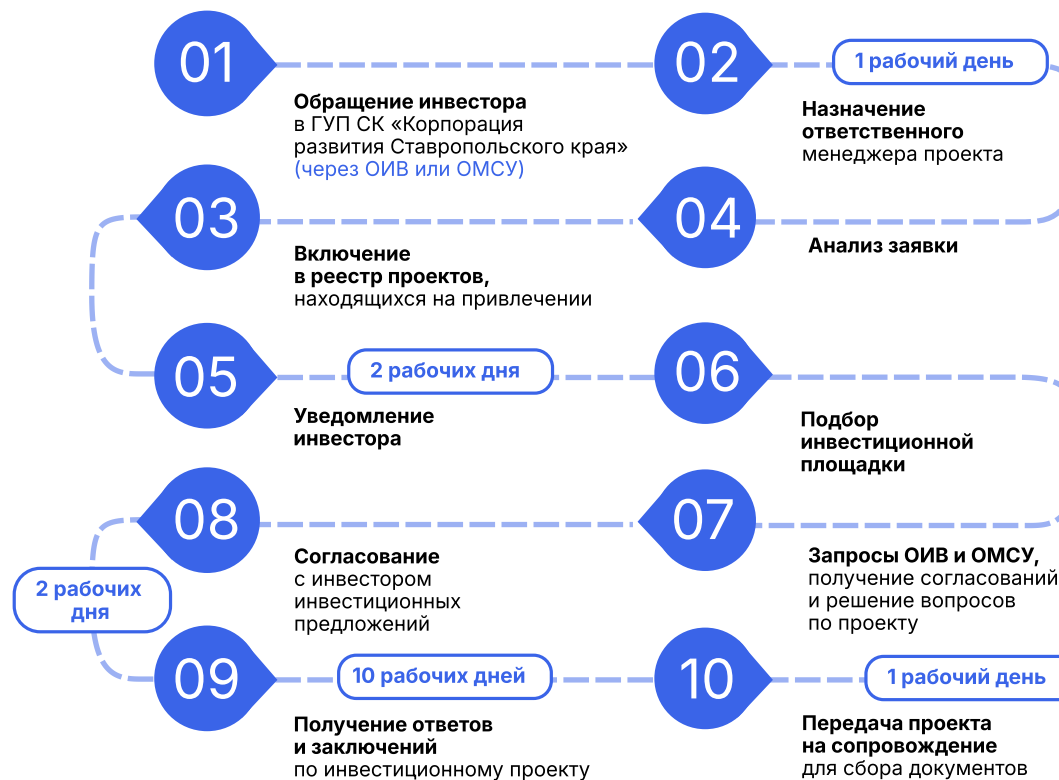 01
Обращение инвестора
в ГУП СК «Корпорация
развития Ставропольского края»
(через ОИВ или ОМСУ)
02
1 рабочий день
Назначение
ответственного
менеджера проекта
03
Включение
в реестр проектов,
находящихся на привлечении
04
Анализ заявки
05
2 рабочих дня
Уведомление
инвестора
06
Подбор
инвестиционной
площадки
08
Согласование
с инвестором
инвестиционных
предложений
07
Запросы ОИВ и ОМСУ,
получение согласований
и решение вопросов
по проекту
2 рабочих
дня
09
10 рабочих дней
Получение ответов
и заключений
по инвестиционному проекту
10
1 рабочий день
Передача проекта
на сопровождение
для сбора документов